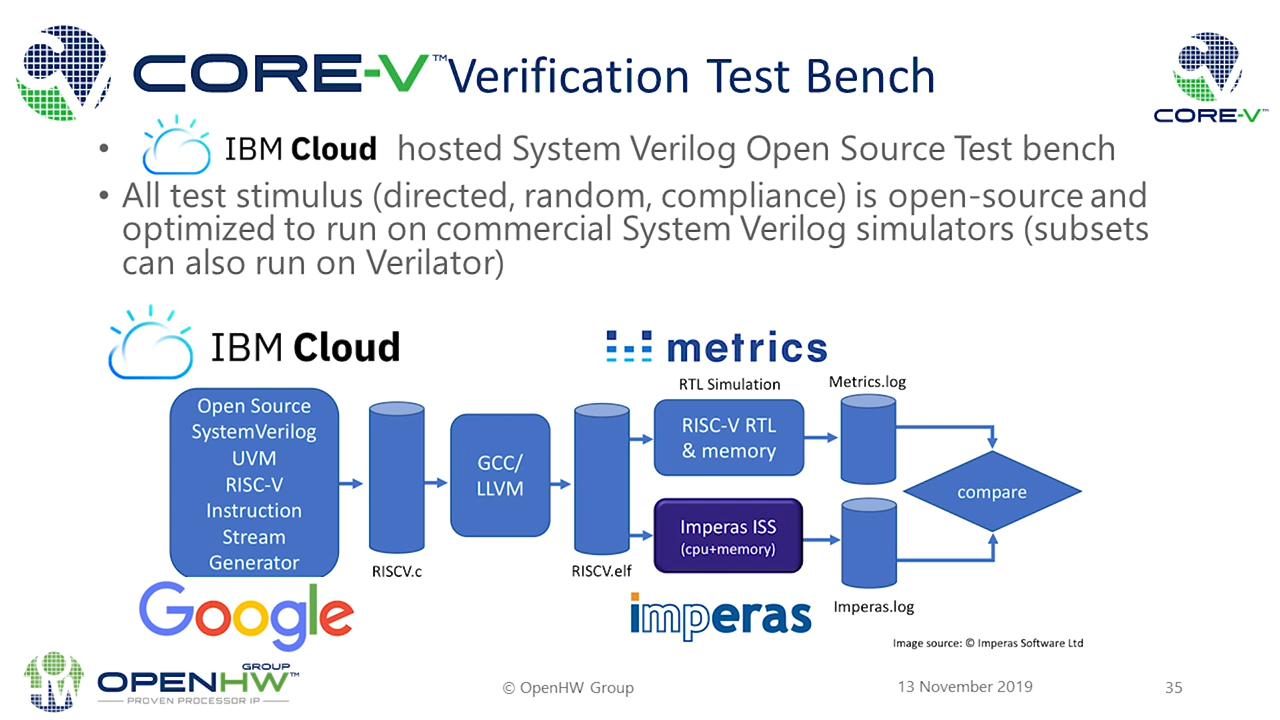 CORE-V™ Verification Test Bench
CORE-V™
• IBM Cloud hosted System Verilog Open Source Test bench
• All test stimulus (directed, random, compliance) is open-source and
optimized to run on commercial System Verilog simulators (subsets
can also run on Verilator)
IBM Cloud
metrics
RTL Simulation
Metrics.log
Open Source
SystemVerilog
UVM
RISC-V
Instruction
Stream
Generator
RISCV.c
GCC/
LLVM
RISCV.elf
RISC-V RTL
& memory
Imperas ISS
(cpu+memory)
compare
Imperas.log
Google
imperas
Image source: © Imperas Software Ltd
OPENHW™
GROUP
PROVEN PROCESSOR IP
© OpenHW Group
13 November 2019
35